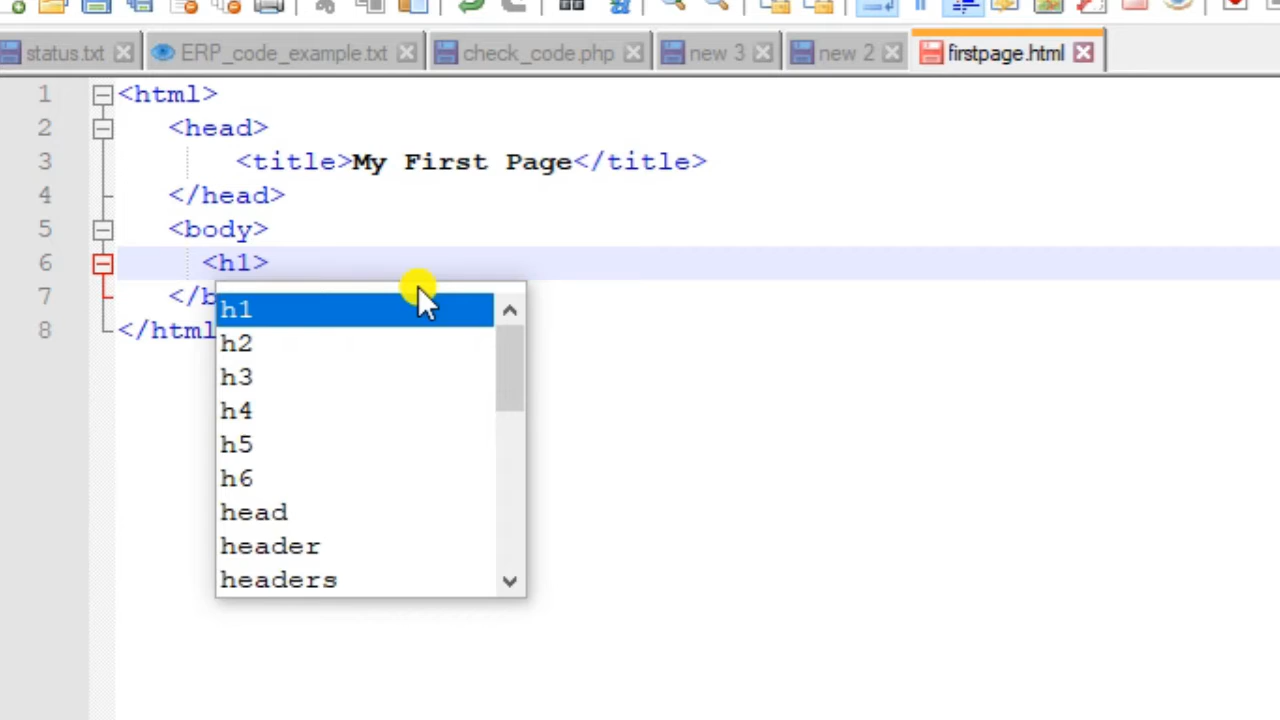 status.txt ERP_code_example.txt check_code.php new 3 new 2 firstpage.html
1 <html>
2 <head>
3 <title>My First Page</title>
4 </head>
5 <body>
6 <h1>
7 </b
8 </html
h1
h2
h3
h4
h5
h6
head
header
headers